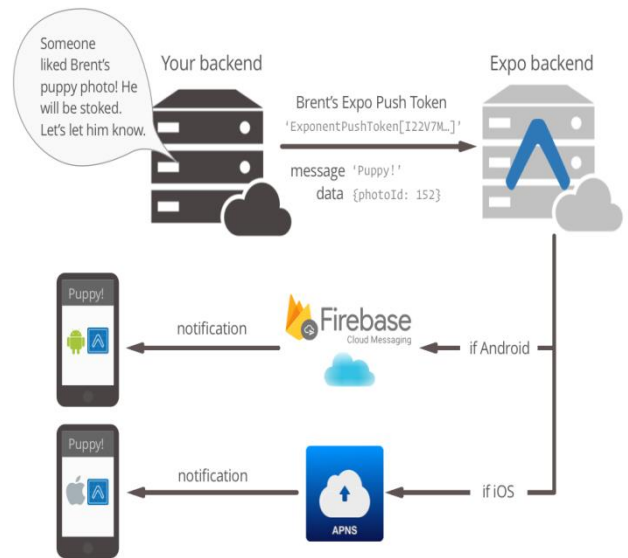 Someone
liked Brent's
puppy photo! He
will be stoked.
Let's let him know.
Your backend
Expo backend
Brent's Expo Push Token
'ExponentPushToken[I22V7M…]'
message 'Puppy!'
data {photoId: 152}
Puppy!
notification
Firebase
Cloud Messaging
if Android
Puppy!
notification
APNS
if iOS